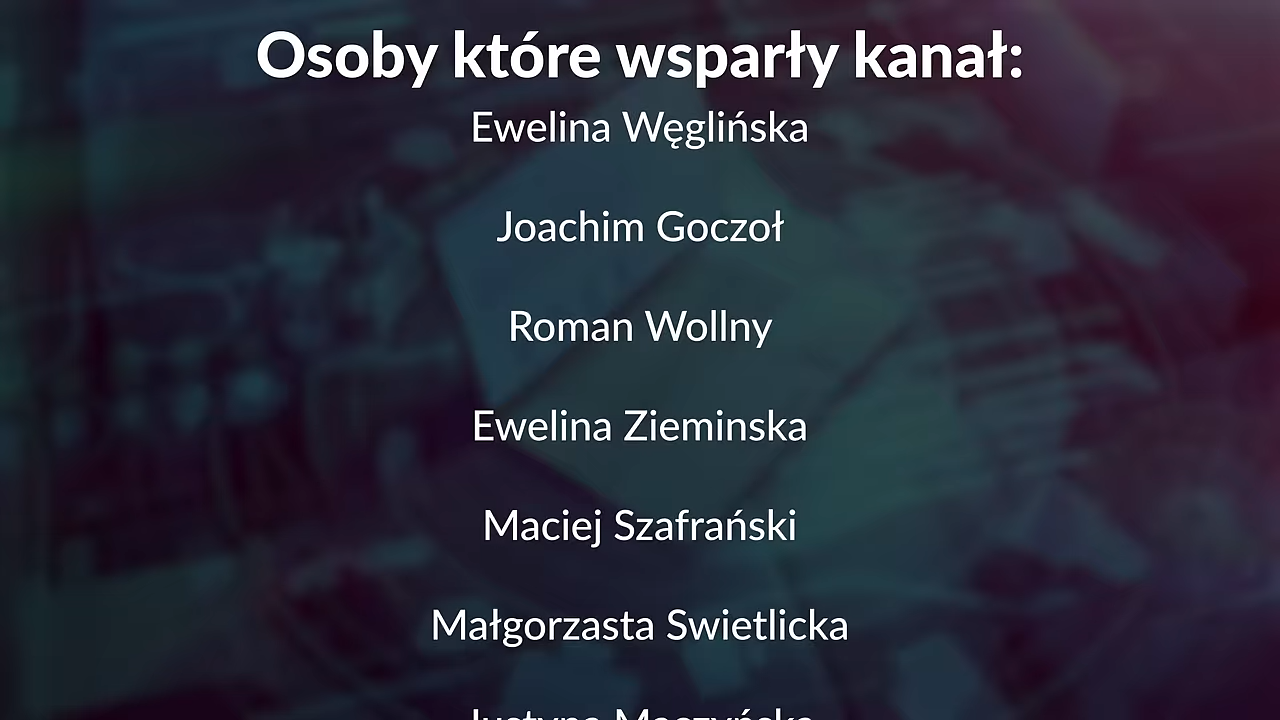 Osoby które wsparły kanał:
Ewelina Węglińska
Joachim Goczoł
Roman Wollny
Ewelina Zieminska
Maciej Szafrański
Małgorzasta Swietlicka